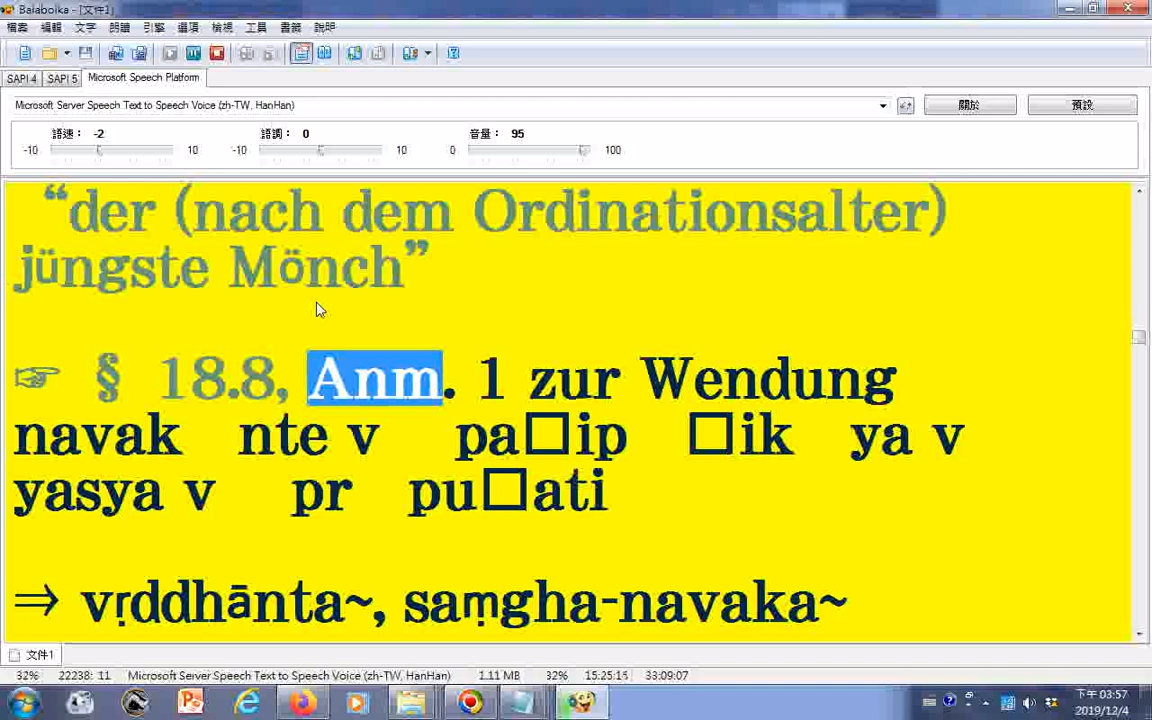 Balabolka - [文件1]
檔案 編輯 文字 朗讀 引擎 選項 檢視 工具 書籤 說明
SAPI 4 SAPI 5 Microsoft Speech Platform
Microsoft Server Speech Text to Speech Voice (zh-TW, HanHan) 關於 預設
語速： -2 語調： 0 音量： 95
-10 10 -10 10 0 100
“der (nach dem Ordinationsalter)
jüngste Mönch”
☞ § 18.8, Anm. 1 zur Wendung
navak nte v pa□ip □ik ya v
yasya v pr pu□ati
⇒ vṛddhānta~, saṃgha-navaka~
文件1
32% 22238: 11 Microsoft Server Speech Text to Speech Voice (zh-TW, HanHan) 1.11 MB 32% 15:25:15 33:09:07
下午 03:57
2019/12/4